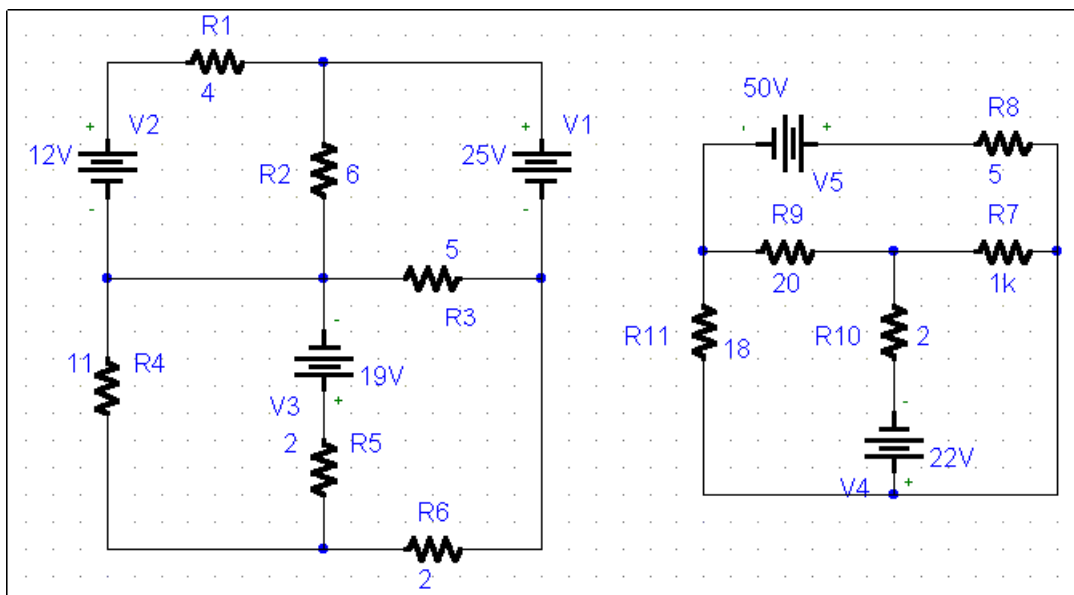 R1
4
+ V2
12V
-
R2
6
+ V1
25V
-
5
R3
11 R4
-
19V
V3 +
2 R5
R6
2
50V
- +
V5
R8
5
R9
20
R7
1k
R11
18
R10
2
-
22V
V4 +